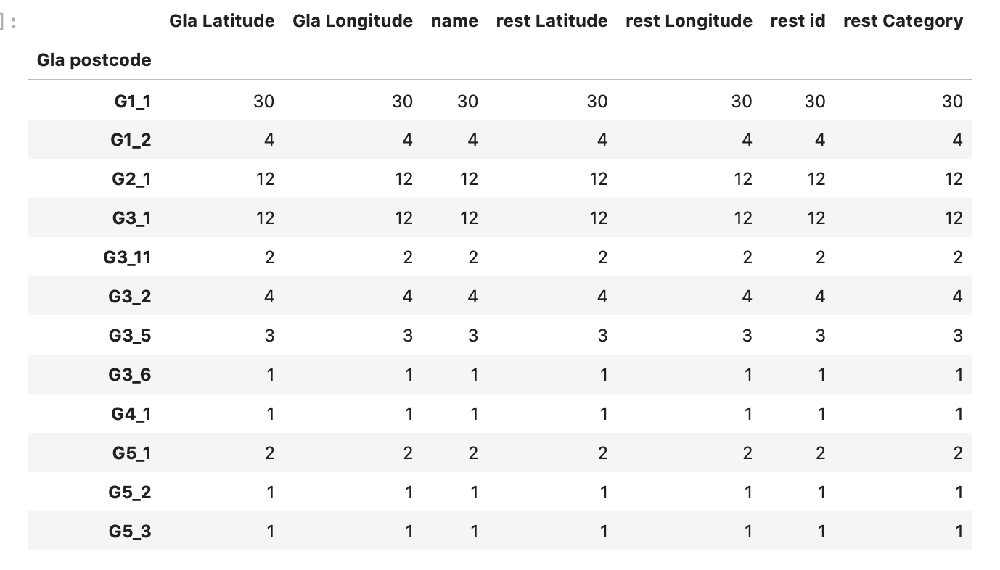 ]: Gla Latitude Gla Longitude name rest Latitude rest Longitude rest id rest Category
Gla postcode
G1_1 30 30 30 30 30 30 30
G1_2 4 4 4 4 4 4 4
G2_1 12 12 12 12 12 12 12
G3_1 12 12 12 12 12 12 12
G3_11 2 2 2 2 2 2 2
G3_2 4 4 4 4 4 4 4
G3_5 3 3 3 3 3 3 3
G3_6 1 1 1 1 1 1 1
G4_1 1 1 1 1 1 1 1
G5_1 2 2 2 2 2 2 2
G5_2 1 1 1 1 1 1 1
G5_3 1 1 1 1 1 1 1